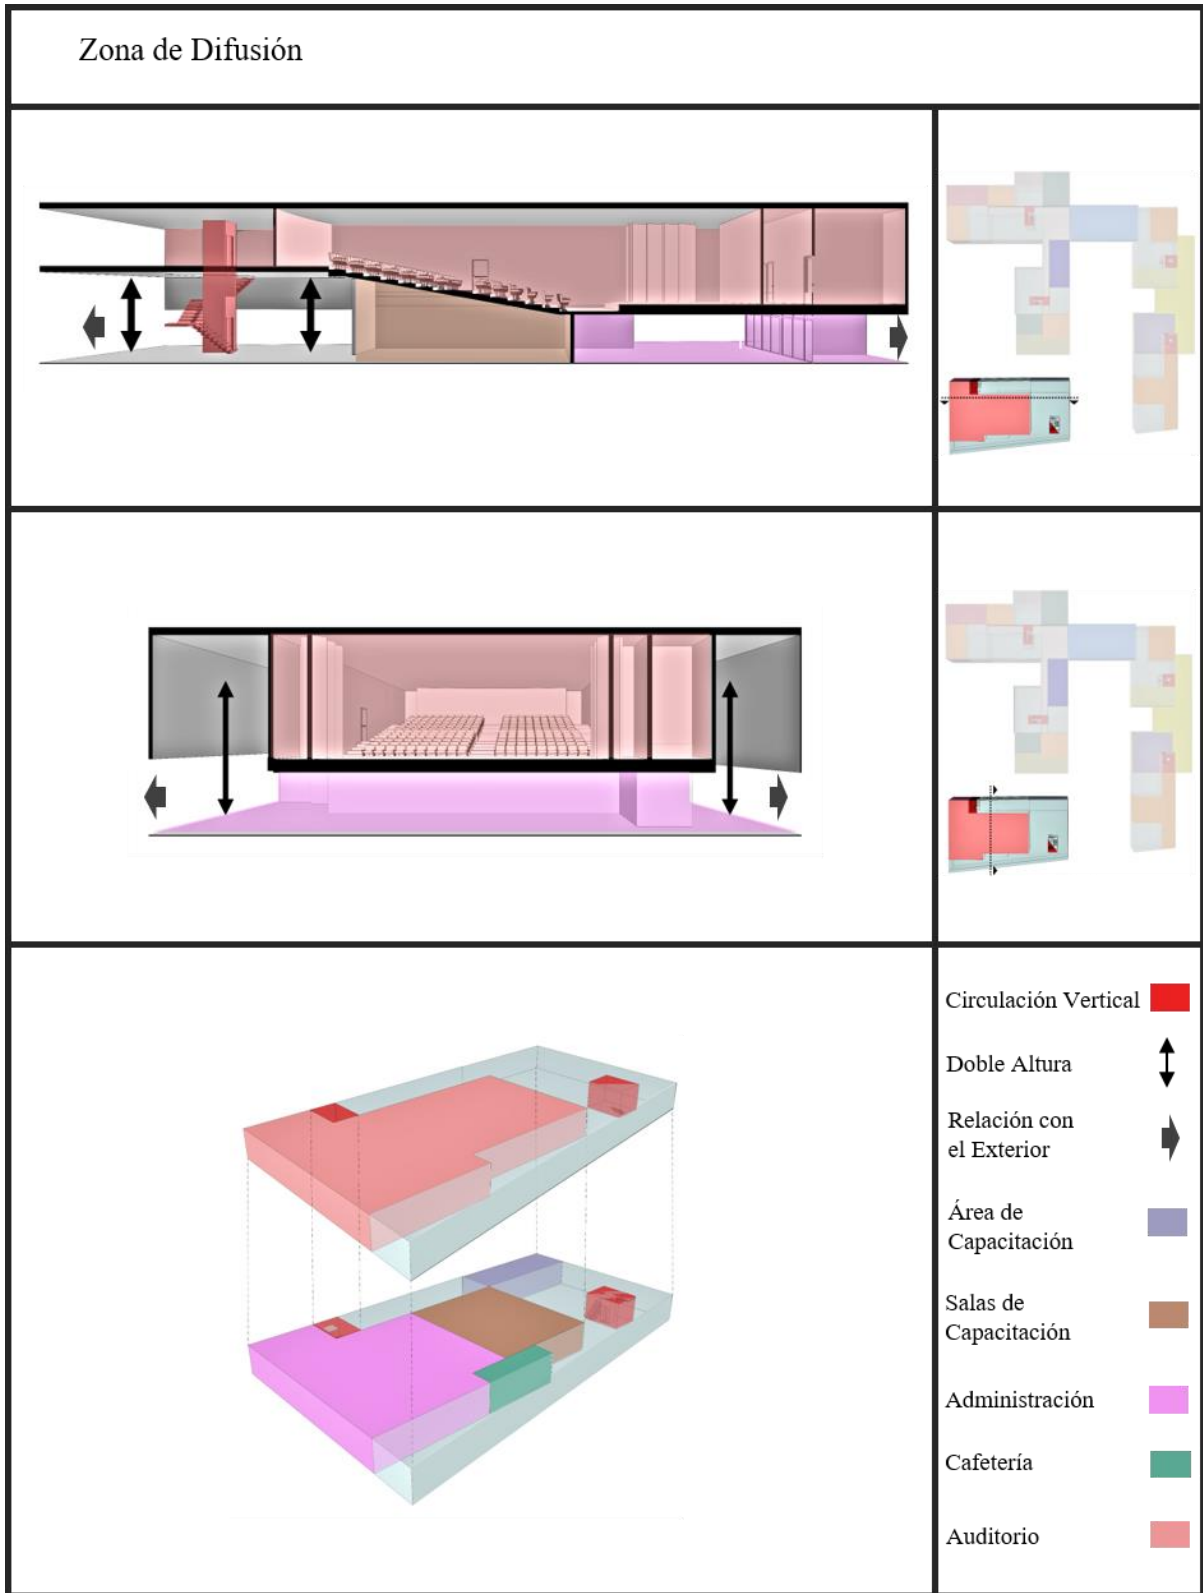 Zona de Difusión
Circulación Vertical
Doble Altura
Relación con
el Exterior
Área de
Capacitación
Salas de
Capacitación
Administración
Cafetería
Auditorio